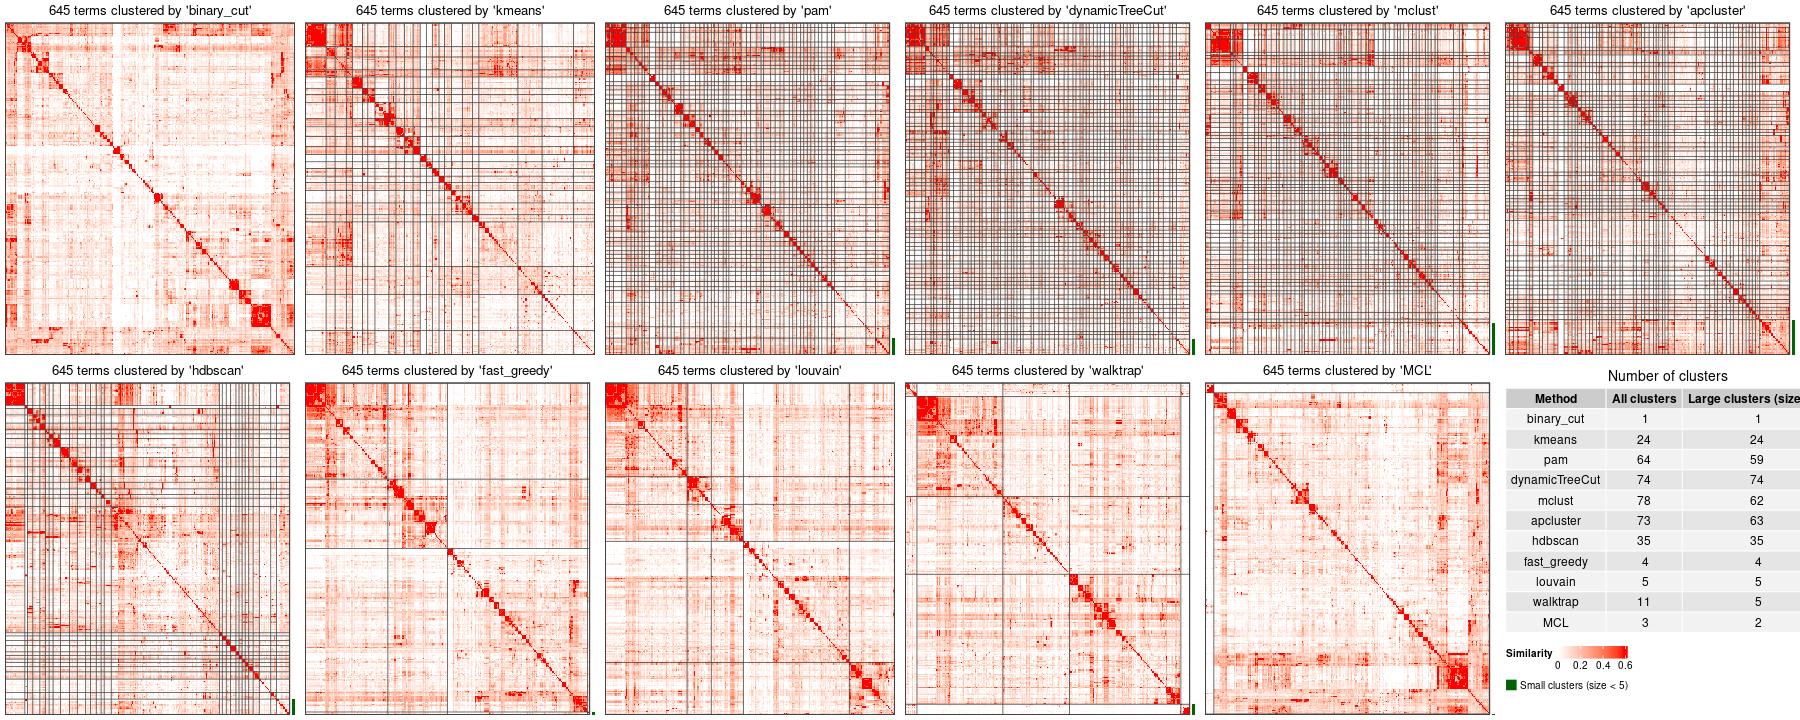 645 terms clustered by 'binary_cut'
645 terms clustered by 'kmeans'
645 terms clustered by 'pam'
645 terms clustered by 'dynamicTreeCut'
645 terms clustered by 'mclust'
645 terms clustered by 'apcluster'
645 terms clustered by 'hdbscan'
645 terms clustered by 'fast_greedy'
645 terms clustered by 'louvain'
645 terms clustered by 'walktrap'
645 terms clustered by 'MCL'
Number of clusters
Method All clusters Large clusters (size
binary_cut 1 1
kmeans 24 24
pam 64 59
dynamicTreeCut 74 74
mclust 78 62
apcluster 73 63
hdbscan 35 35
fast_greedy 4 4
louvain 5 5
walktrap 11 5
MCL 3 2
Similarity
0 0.2 0.4 0.6
Small clusters (size < 5)